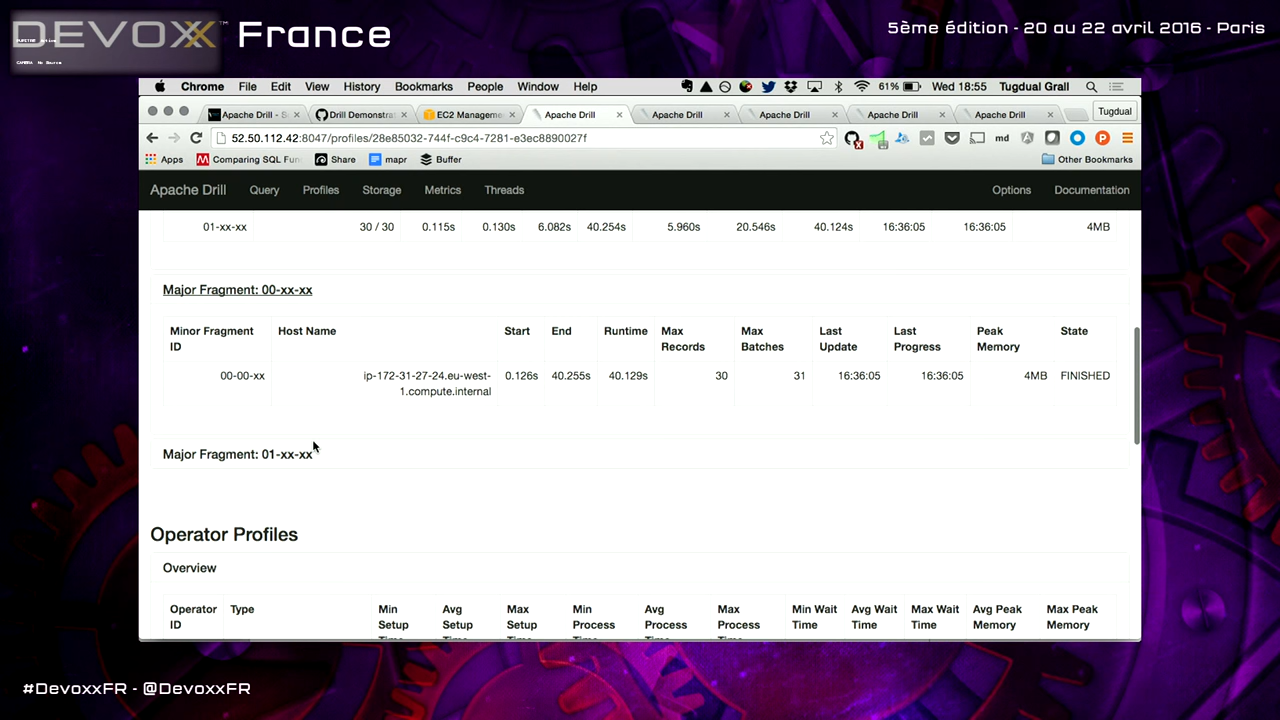 DEVOXX™ France
5ème édition - 20 au 22 avril 2016 - Paris
Chrome File Edit View History Bookmarks People Window Help 61% Wed 18:55 Tugdual Grall
Apache Drill - S Drill Demonstrat EC2 Manageme Apache Drill Apache Drill Apache Drill Apache Drill Apache Drill Tugdual
52.50.112.42:8047/profiles/28e85032-744f-c9c4-7281-e3ec8890027f
Apps Comparing SQL Fun Share mapr Buffer Other Bookmarks
Apache Drill Query Profiles Storage Metrics Threads Options Documentation
01-xx-xx 30 / 30 0.115s 0.130s 6.082s 40.254s 5.960s 20.546s 40.124s 16:36:05 16:36:05 4MB
Major Fragment: 00-xx-xx
Minor Fragment Host Name Start End Runtime Max Max Last Last Peak State
ID Records Batches Update Progress Memory
00-00-xx ip-172-31-27-24.eu-west- 0.126s 40.255s 40.129s 30 31 16:36:05 16:36:05 4MB FINISHED
1.compute.internal
Major Fragment: 01-xx-xx
Operator Profiles
Overview
Operator Type Min Avg Max Min Avg Max Min Wait Avg Wait Max Wait Avg Peak Max Peak
ID Setup Setup Setup Process Process Process Time Time Time Memory Memory
Time Time Time Time Time Time
#DevoxxFR - @DevoxxFR